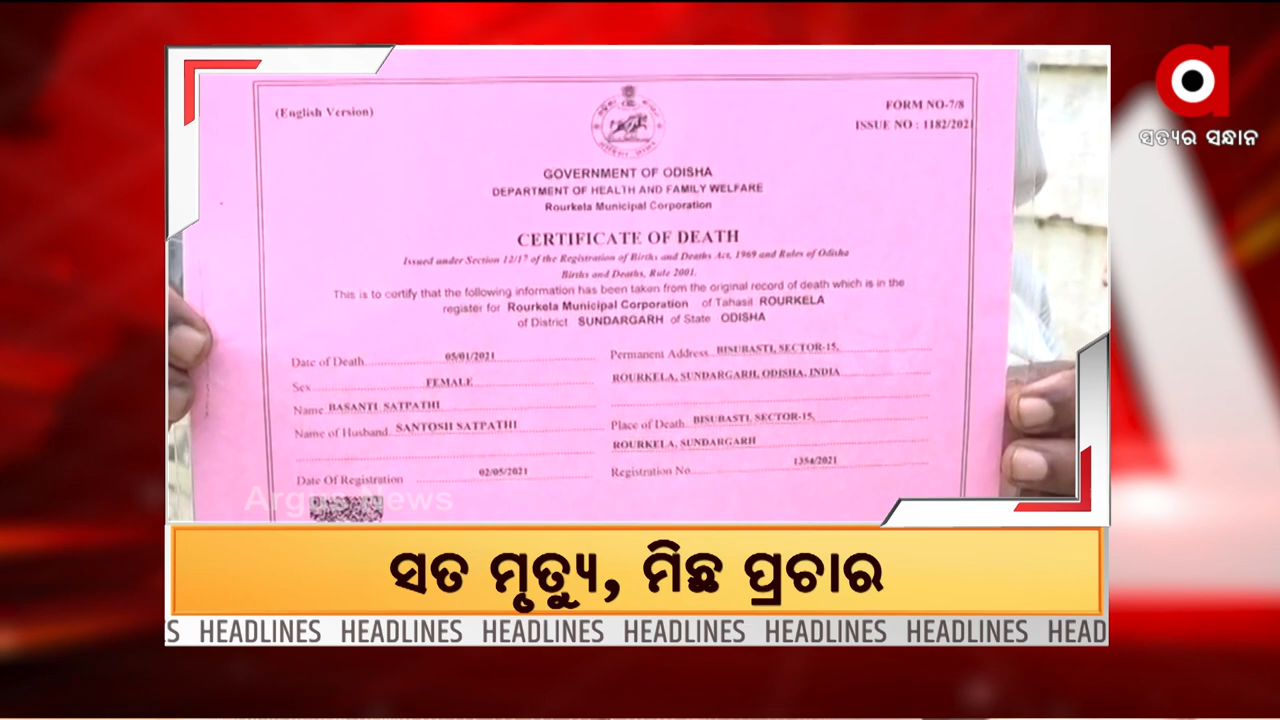 (English Version)
FORM NO-7/8
ISSUE NO : 1182/2021
GOVERNMENT OF ODISHA
DEPARTMENT OF HEALTH AND FAMILY WELFARE
Rourkela Municipal Corporation
CERTIFICATE OF DEATH
Issued under Section 12/17 of the Registration of Births and Deaths Act, 1969 and Rules of Odisha
Births and Deaths, Rule 2001.
This is to certify that the following information has been taken from the original record of death which is in the
register for Rourkela Municipal Corporation of Tahasil ROURKELA
of District SUNDARGARH of State ODISHA
Date of Death 05/01/2021
Sex FEMALE
Name BASANTI SATPATHI
Name of Husband SANTOSH SATPATHI
Date Of Registration 02/05/2021
Permanent Address BISUBASTI, SECTOR-15,
ROURKELA, SUNDARGARH, ODISHA, INDIA
Place of Death BISUBASTI, SECTOR-15,
ROURKELA, SUNDARGARH
Registration No 1354/2021
Argus News
ସତ୍ୟର ସନ୍ଧାନ
ସତ ମୃତ୍ୟୁ, ମିଛ ପ୍ରଚାର
S HEADLINES HEADLINES HEADLINES HEADLINES HEADLINES HEADLINES HEAD